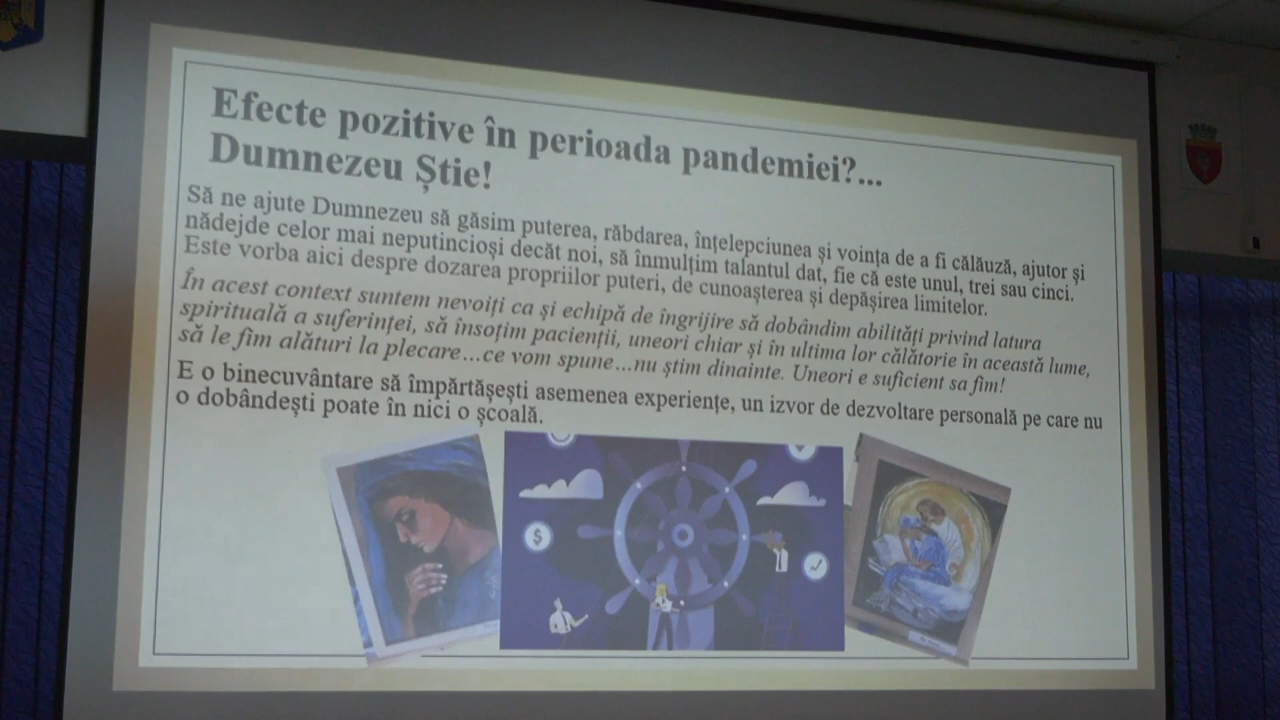 Efecte pozitive în perioada pandemiei?...
Dumnezeu Știe!
Să ne ajute Dumnezeu să găsim puterea, răbdarea, înțelepciunea și voința de a fi călăuză, ajutor și
nădejde celor mai neputincioși decăt noi, să înmulțim talantul dat, fie că este unul, trei sau cinci.
Este vorba aici despre dozarea propriilor puteri, de cunoașterea și depășirea limitelor.
În acest context suntem nevoiți ca și echipă de îngrijire să dobândim abilități privind latura
spirituală a suferinței, să însoțim pacienții, uneori chiar și în ultima lor călătorie în această lume,
să le fim alături la plecare...ce vom spune...nu știm dinainte. Uneori e suficient sa fim!
E o binecuvântare să împărtășești asemenea experiențe, un izvor de dezvoltare personală pe care nu
o dobândești poate în nici o școală.
$